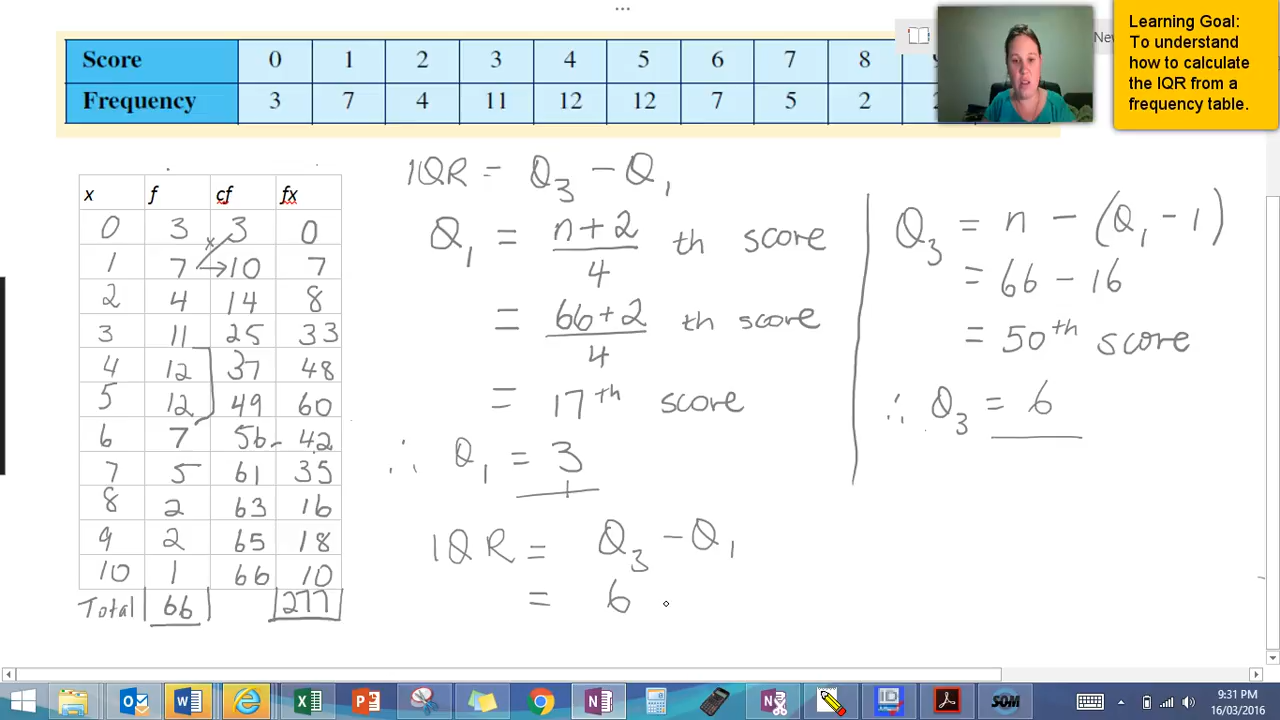 Learning Goal:
To understand
how to calculate
the IQR from a
frequency table.
Score 0 1 2 3 4 5 6 7 8
Frequency 3 7 4 11 12 12 7 5 2
x f cf fx
0 3 3 0
1 7 10 7
2 4 14 8
3 11 25 33
4 12 37 48
5 12 49 60
6 7 56 42
7 5 61 35
8 2 63 16
9 2 65 18
10 1 66 10
Total 66 277
IQR = Q3 - Q1
Q1 = n+2/4 th score
= 66+2/4 th score
= 17th score
∴ Q1 = 3
IQR = Q3 - Q1
= 6
Q3 = n - (Q1 - 1)
= 66 - 16
= 50th score
∴ Q3 = 6
9:31 PM
16/03/2016